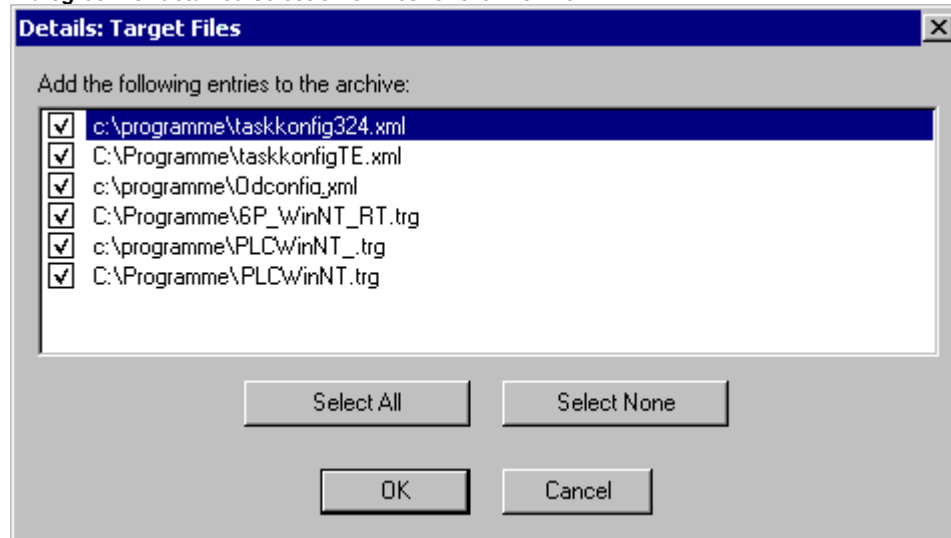 Details: Target Files
Add the following entries to the archive:
c:\programme\taskkonfig324.xml
C:\Programme\taskkonfigTE.xml
c:\programme\Odconfig.xml
C:\Programme\6P_WinNT_RT.trg
c:\programme\PLCWinNT_.trg
C:\Programme\PLCWinNT.trg
Select All Select None
OK Cancel